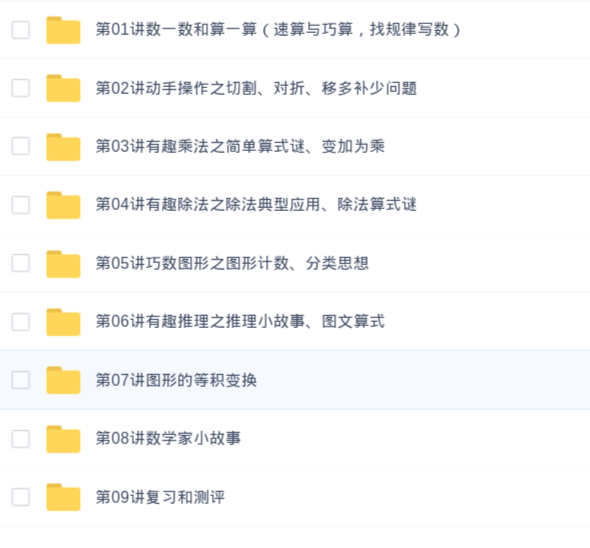 第01讲数一数和算一算（速算与巧算，找规律写数）
第02讲动手操作之切割、对折、移多补少问题
第03讲有趣乘法之简单算式谜、变加为乘
第04讲有趣除法之除法典型应用、除法算式谜
第05讲巧数图形之图形计数、分类思想
第06讲有趣推理之推理小故事、图文算式
第07讲图形的等积变换
第08讲数学家小故事
第09讲复习和测评